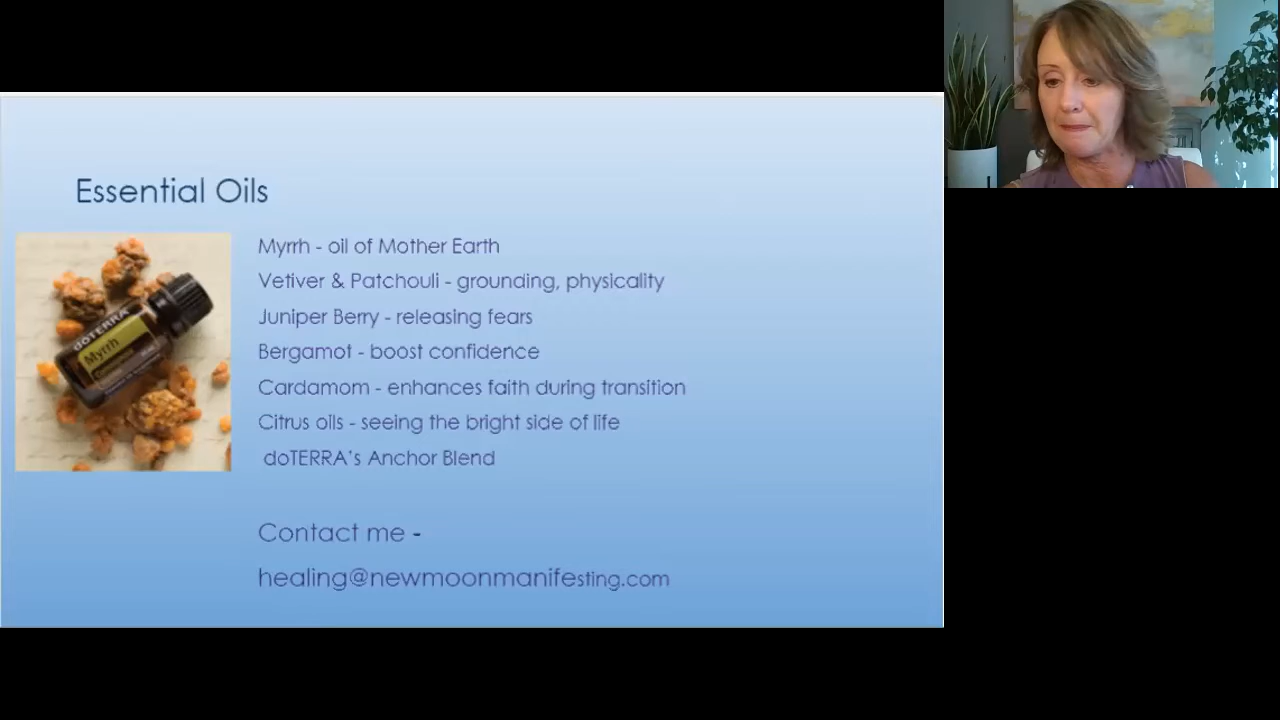 Essential Oils
Myrrh - oil of Mother Earth
Vetiver & Patchouli - grounding, physicality
Juniper Berry - releasing fears
Bergamot - boost confidence
Cardamom - enhances faith during transition
Citrus oils - seeing the bright side of life
doTERRA's Anchor Blend
Contact me -
healing@newmoonmanifesting.com
doTERRA
Myrrh